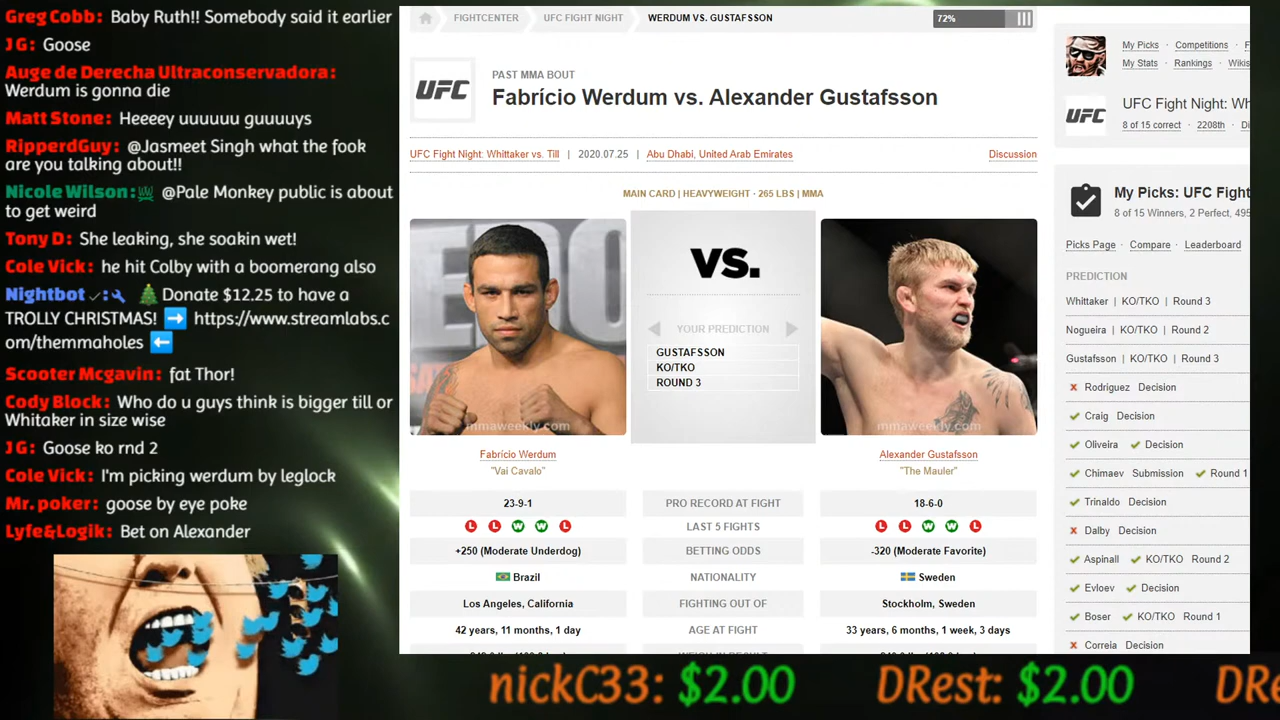 Greg Cobb: Baby Ruth!! Somebody said it earlier
J G: Goose
Auge de Derecha Ultraconservadora:
Werdum is gonna die
Matt Stone: Heeeey uuuuuu guuuuys
RipperdGuy: @Jasmeet Singh what the fook
are you talking about!!
Nicole Wilson: @Pale Monkey public is about
to get weird
Tony D: She leaking, she soakin wet!
Cole Vick: he hit Colby with a boomerang also
Nightbot: Donate $12.25 to have a
TROLLY CHRISTMAS! ➡️ https://www.streamlabs.c
om/themmaholes ⬅️
Scooter Mcgavin: fat Thor!
Cody Block: Who do u guys think is bigger till or
Whitaker in size wise
J G: Goose ko rnd 2
Cole Vick: I'm picking werdum by leglock
Mr. poker: goose by eye poke
Lyfe&Logik: Bet on Alexander
FIGHTCENTER UFC FIGHT NIGHT WERDUM VS. GUSTAFSSON
72%
UFC
PAST MMA BOUT
Fabrício Werdum vs. Alexander Gustafsson
UFC Fight Night: Whittaker vs. Till | 2020.07.25 | Abu Dhabi, United Arab Emirates Discussion
MAIN CARD | HEAVYWEIGHT · 265 LBS | MMA
VS.
YOUR PREDICTION
GUSTAFSSON
KO/TKO
ROUND 3
mmaweekly.com
mmaweekly.com
Fabrício Werdum
"Vai Cavalo"
Alexander Gustafsson
"The Mauler"
23-9-1 PRO RECORD AT FIGHT 18-6-0
L L W W L LAST 5 FIGHTS L L W W L
+250 (Moderate Underdog) BETTING ODDS -320 (Moderate Favorite)
Brazil NATIONALITY Sweden
Los Angeles, California FIGHTING OUT OF Stockholm, Sweden
42 years, 11 months, 1 day AGE AT FIGHT 33 years, 6 months, 1 week, 3 days
My Picks · Competitions · F
My Stats · Rankings · Wikis
UFC
UFC Fight Night: Wh
8 of 15 correct · 2208th · Di
My Picks: UFC Fight
8 of 15 Winners, 2 Perfect, 495
Picks Page · Compare · Leaderboard
PREDICTION
Whittaker | KO/TKO | Round 3
Nogueira | KO/TKO | Round 2
Gustafsson | KO/TKO | Round 3
Rodriguez Decision
Craig Decision
Oliveira Decision
Chimaev Submission Round 1
Trinaldo Decision
Dalby Decision
Aspinall KO/TKO Round 2
Evloev Decision
Boser KO/TKO Round 1
Correia Decision
nickC33: $2.00 DRest: $2.00 DRe